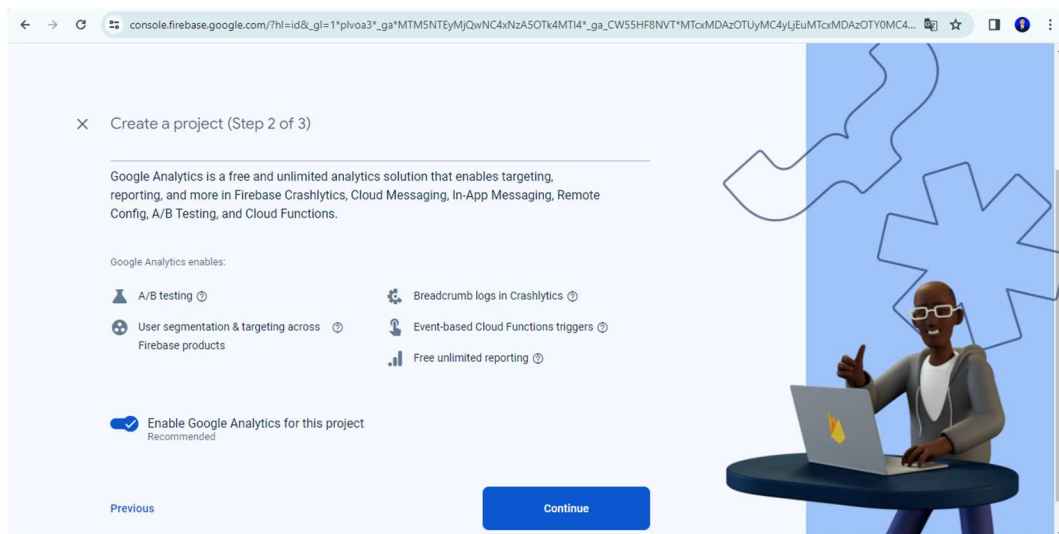 console.firebase.google.com/?hl=id&_gl=1*plvoa3*_ga*MTM5NTEyMjQwNC4xNzA5OTk4MTI4*_ga_CW55HF8NVT*MTcxMDAzOTUyMC4yLjEuMTcxMDAzOTY0MC4...
Create a project (Step 2 of 3)
Google Analytics is a free and unlimited analytics solution that enables targeting,
reporting, and more in Firebase Crashlytics, Cloud Messaging, In-App Messaging, Remote
Config, A/B Testing, and Cloud Functions.
Google Analytics enables:
A/B testing
Breadcrumb logs in Crashlytics
User segmentation & targeting across
Firebase products
Event-based Cloud Functions triggers
Free unlimited reporting
Enable Google Analytics for this project
Recommended
Previous
Continue